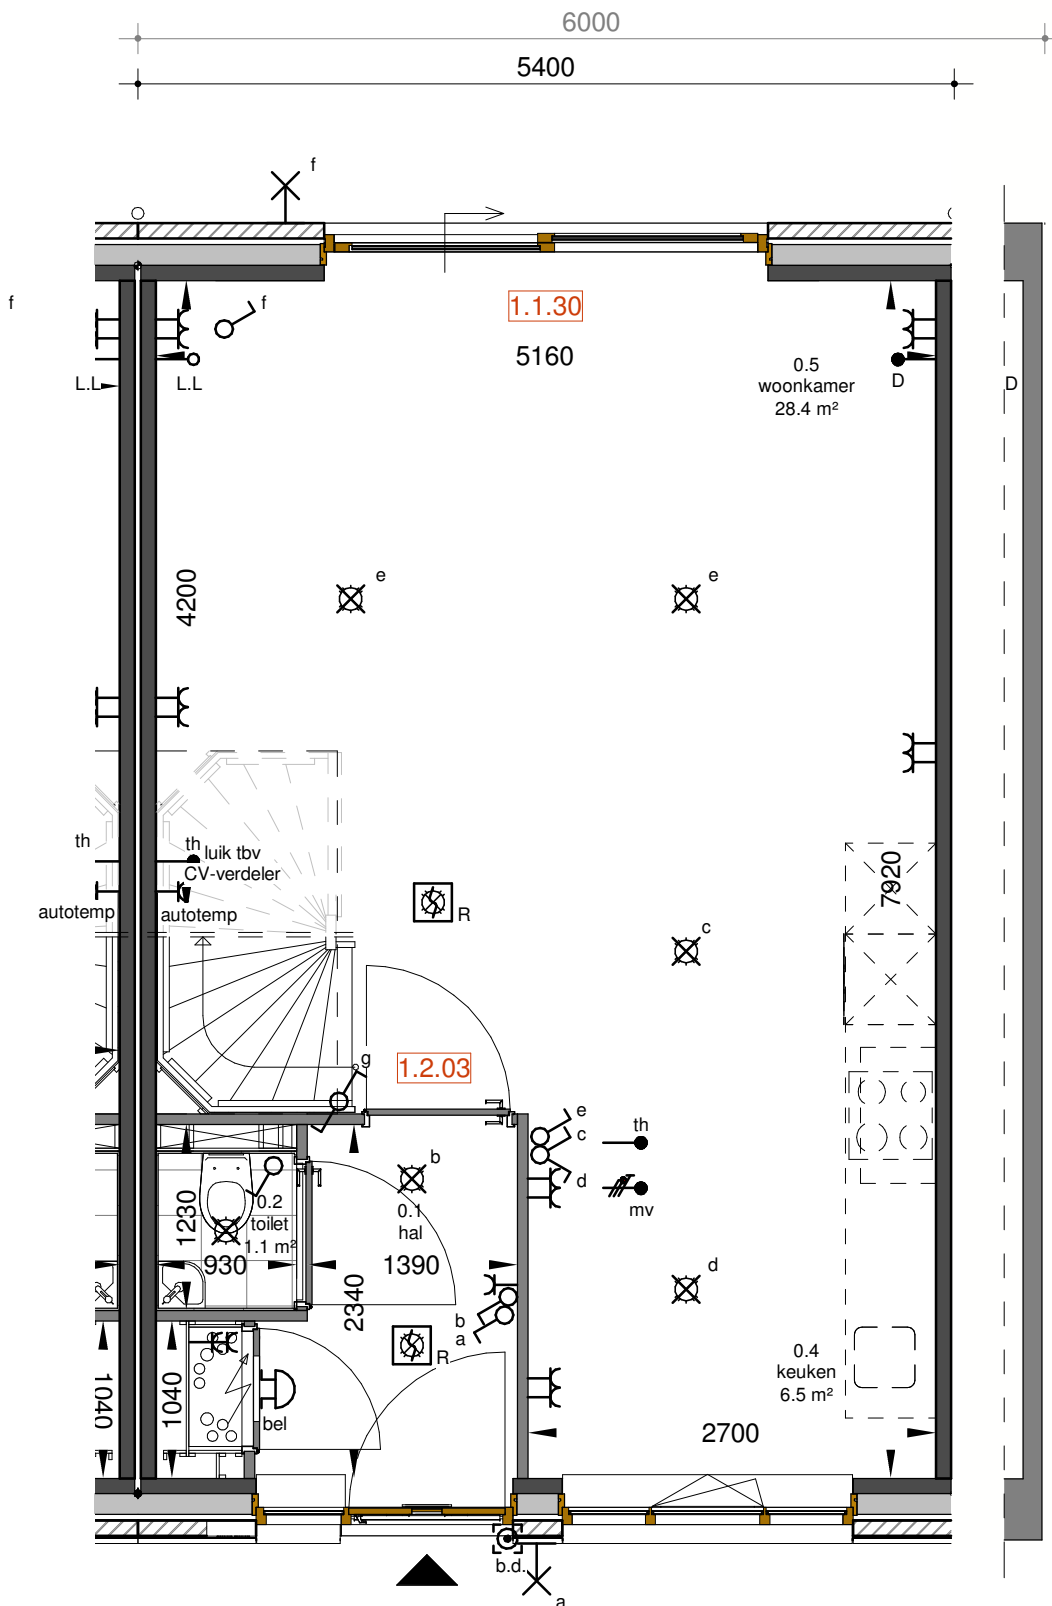 6000
5400
f
f
f
1.1.30
5160
0.5
woonkamer
28.4 m²
L.L
L.L
D
D
4200
e
e
th
th
luik tbv
CV-verdeler
autotemp
autotemp
7920
R
c
g
1.2.03
e
c
th
d
mv
b
0.1
hal
0.2
toilet
1.1 m²
1230
930
1390
2340
d
b
a
R
0.4
keuken
6.5 m²
1040
1040
bel
2700
b.d.
a